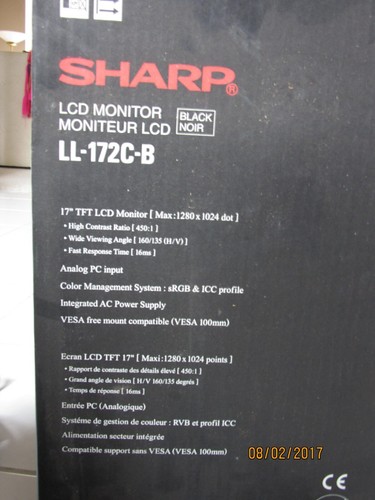 SHARP®
LCD MONITOR
MONITEUR LCD
BLACK
NOIR
LL-172C-B
17" TFT LCD Monitor [ Max:1280 x 1024 dot ]
• High Contrast Ratio [ 450:1 ]
• Wide Viewing Angle [ 160/135 (H/V) ]
• Fast Response Time [ 16ms ]
Analog PC input
Color Management System : sRGB & ICC profile
Integrated AC Power Supply
VESA free mount compatible (VESA 100mm)
Ecran LCD TFT 17" [ Maxi:1280 x 1024 points ]
• Rapport de contraste des détails élevé [ 450:1 ]
• Grand angle de vision [ H/V 160/135 degrés ]
• Temps de réponse [ 16ms ]
Entrée PC (Analogique)
Systéme de gestion de couleur : RVB et profil ICC
Alimentation secteur intégrée
Compatible support sans VESA (VESA 100mm)
08/02/2017
CE